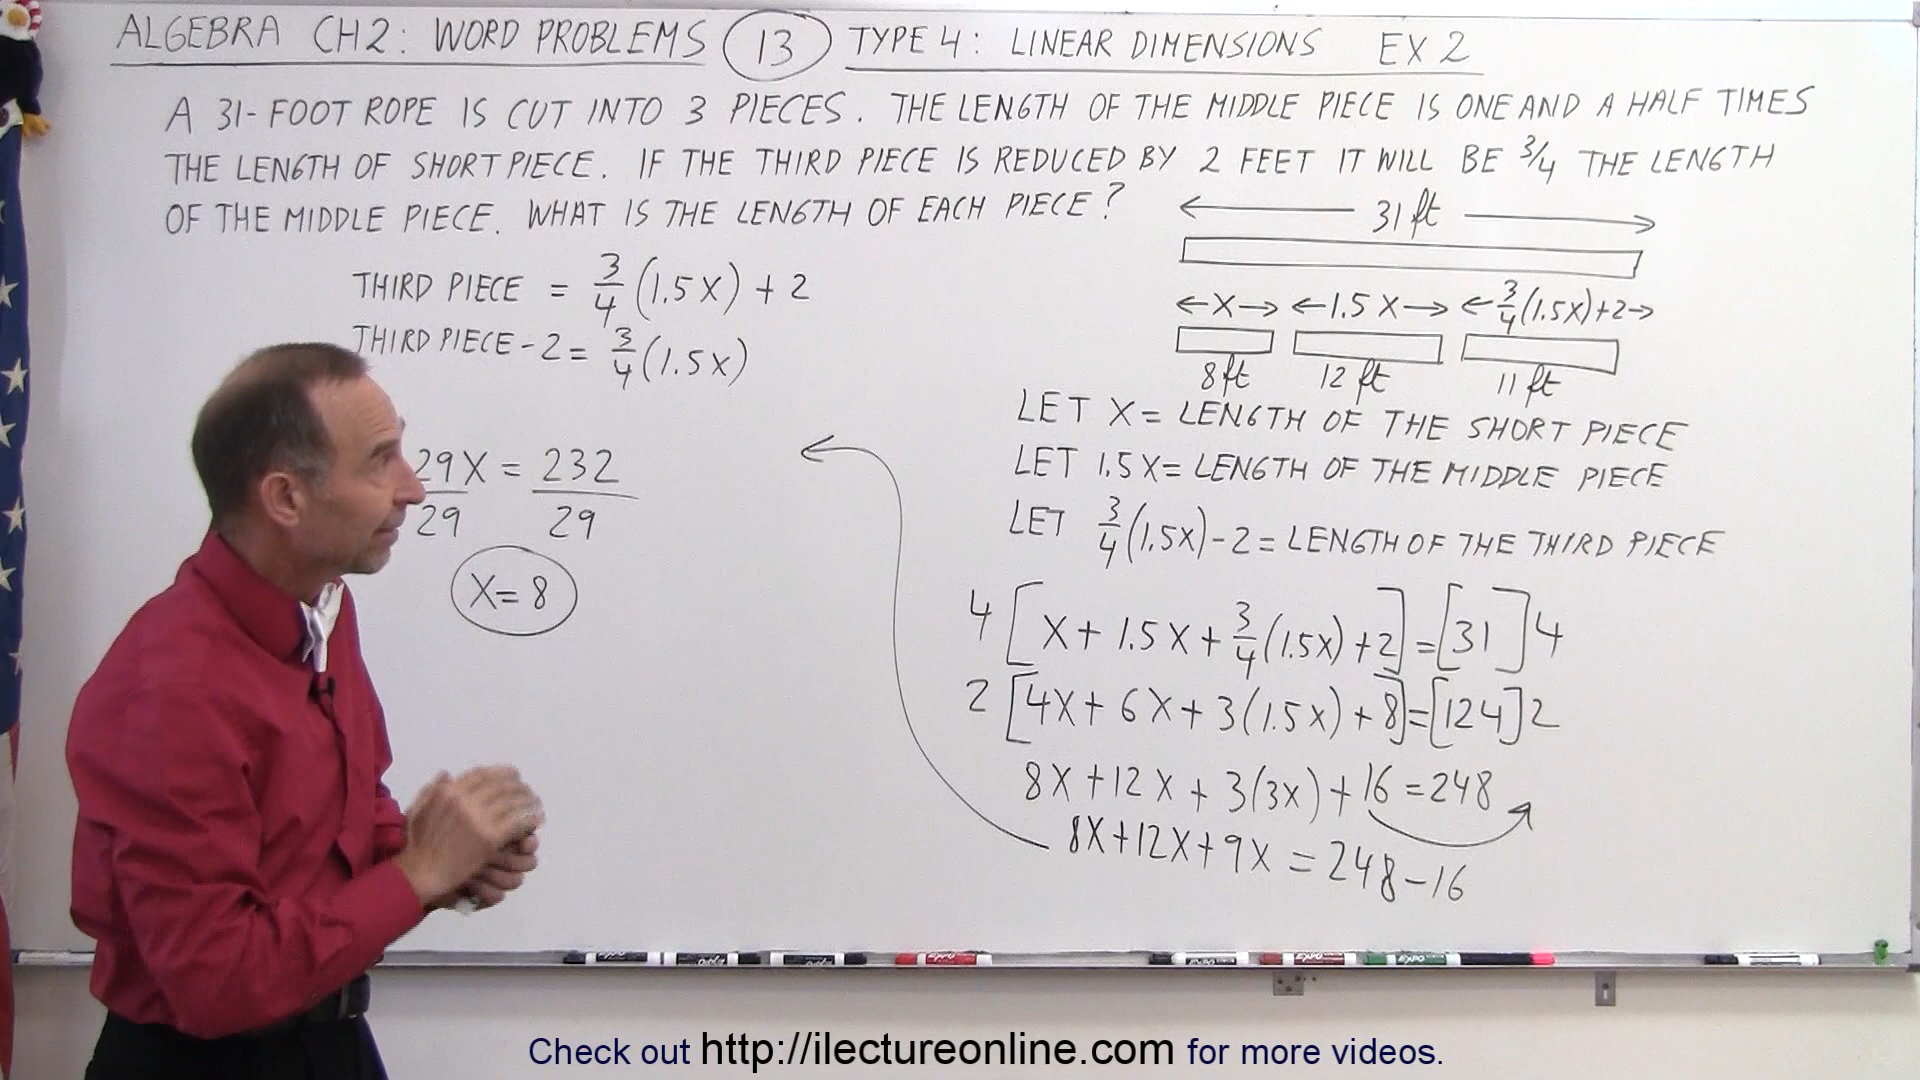 ALGEBRA CH2: WORD PROBLEMS 13 TYPE 4: LINEAR DIMENSIONS EX 2
A 31-FOOT ROPE IS CUT INTO 3 PIECES. THE LENGTH OF THE MIDDLE PIECE IS ONE AND A HALF TIMES
THE LENGTH OF SHORT PIECE. IF THE THIRD PIECE IS REDUCED BY 2 FEET IT WILL BE 3/4 THE LENGTH
OF THE MIDDLE PIECE. WHAT IS THE LENGTH OF EACH PIECE?
THIRD PIECE = 3/4 (1.5X) + 2
THIRD PIECE - 2 = 3/4 (1.5X)
29X = 232
29 29
X = 8
31 ft
X 1.5 X 3/4 (1.5X)+2
8 ft 12 ft 11 ft
LET X = LENGTH OF THE SHORT PIECE
LET 1.5X = LENGTH OF THE MIDDLE PIECE
LET 3/4 (1.5X) - 2 = LENGTH OF THE THIRD PIECE
4 [X + 1.5X + 3/4 (1.5X) + 2] = [31] 4
2 [4X + 6X + 3(1.5X) + 8] = [124] 2
8X + 12X + 3(3X) + 16 = 248
8X + 12X + 9X = 248 - 16
Check out http://ilectureonline.com for more videos.